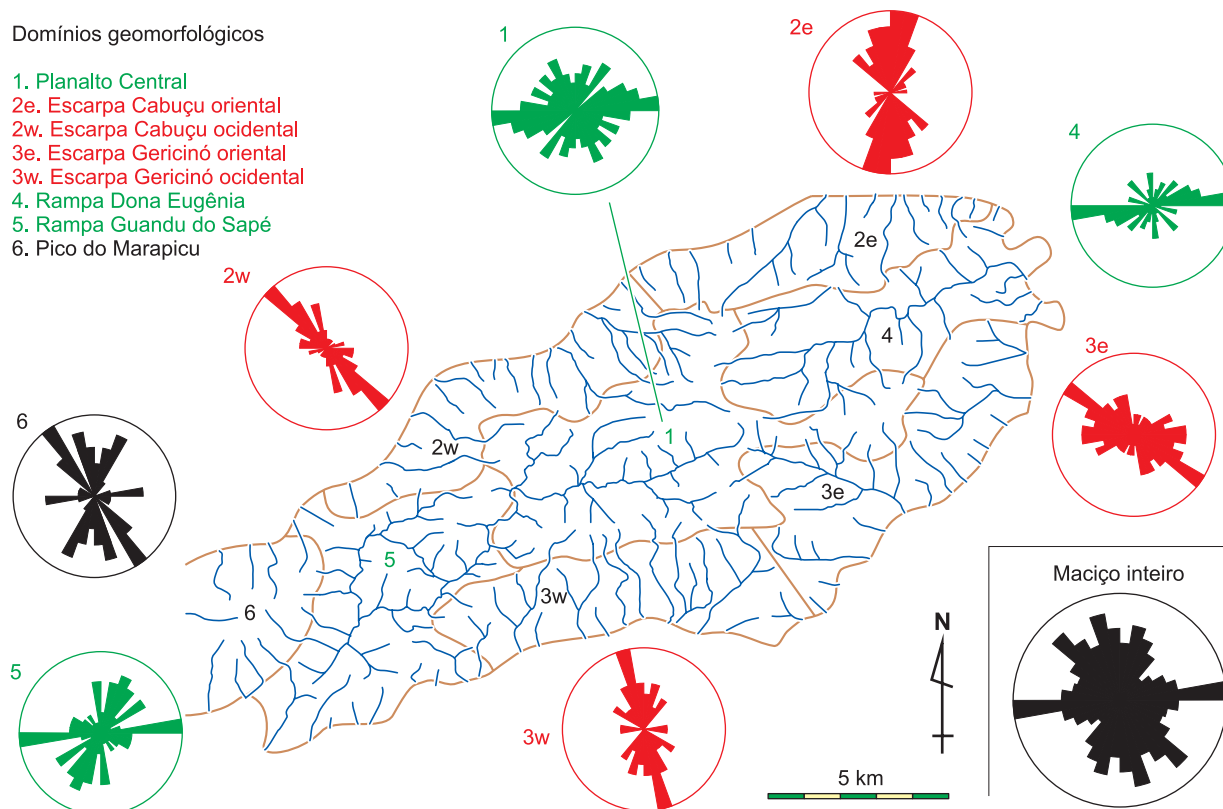 Domínios geomorfológicos
1. Planalto Central
2e. Escarpa Cabuçu oriental
2w. Escarpa Cabuçu ocidental
3e. Escarpa Gericinó oriental
3w. Escarpa Gericinó ocidental
4. Rampa Dona Eugênia
5. Rampa Guandu do Sapé
6. Pico do Marapicu
1
2e
4
2w
3e
6
5
3w
2e
4
1
2w
3e
5
3w
6
N
5 km
Maciço inteiro